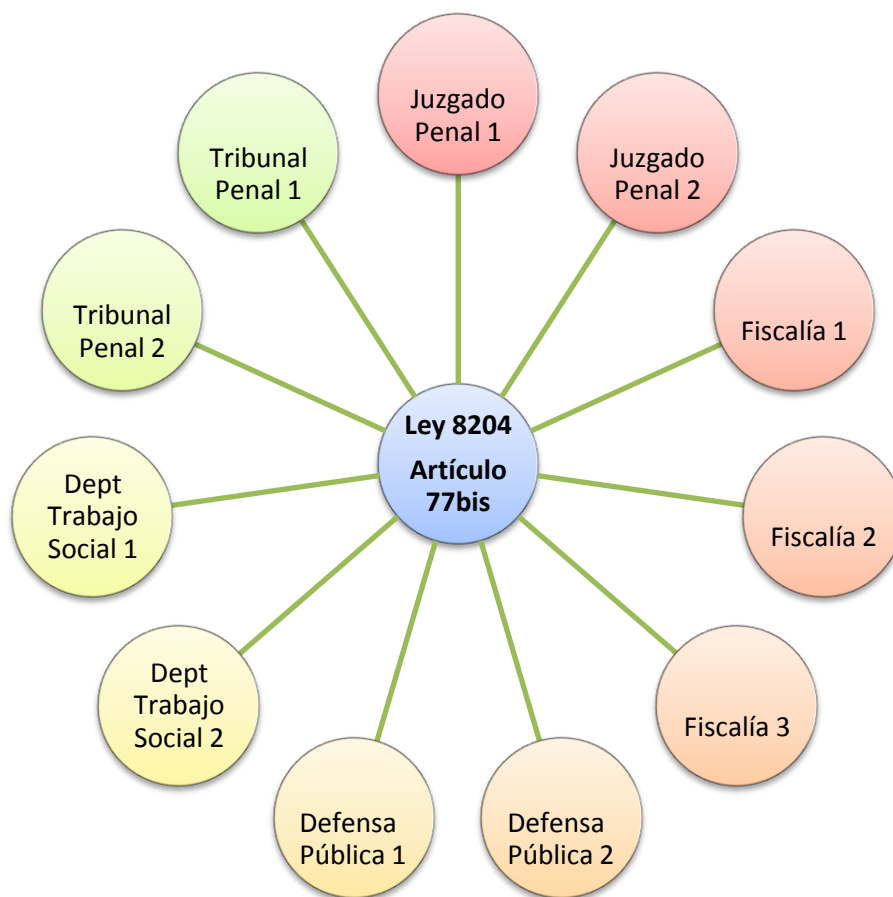 Juzgado
Penal 1
Juzgado
Penal 2
Fiscalía 1
Fiscalía 2
Fiscalía 3
Defensa
Pública 2
Defensa
Pública 1
Dept
Trabajo
Social 2
Dept
Trabajo
Social 1
Tribunal
Penal 2
Tribunal
Penal 1
Ley 8204
Artículo
77bis